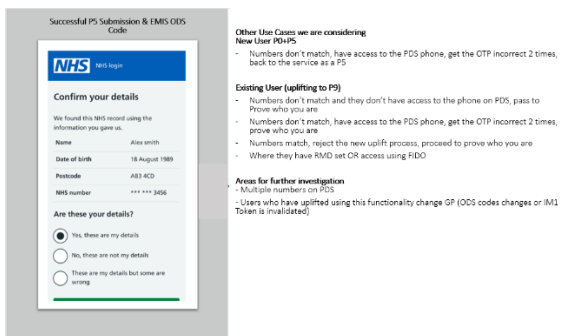 Successful P5 Submission & EMIS ODS
Code
NHS NHS login
Confirm your details
We found this NHS record using the
information you gave us.
Name Alex smith
Date of birth 18 August 1989
Postcode AB3 4CD
NHS number *** *** 3456
Are these your details?
Yes, these are my details
No, these are not my details
These are my details but some are
wrong
Other Use Cases we are considering
New User P0+P5
- Numbers don't match, have access to the PDS phone, get the OTP incorrect 2 times,
back to the service as a P5
Existing User (uplifting to P9)
- Numbers don't match and they don't have access to the phone on PDS, pass to
Prove who you are
- Numbers don't match, have access to the PDS phone, get the OTP incorrect 2 times,
prove who you are
- Numbers match, reject the new uplift process, proceed to prove who you are
- Where they have RMD set OR access using FIDO
Areas for further investigation
- Multiple numbers on PDS
- Users who have uplifted using this functionality change GP (ODS codes changes or IM1
Token is invalidated)